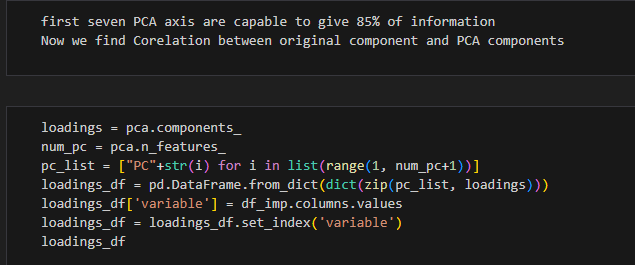 first seven PCA axis are capable to give 85% of information
Now we find Corelation between original component and PCA components
loadings = pca.components_
num_pc = pca.n_features_
pc_list = ["PC"+str(i) for i in list(range(1, num_pc+1))]
loadings_df = pd.DataFrame.from_dict(dict(zip(pc_list, loadings)))
loadings_df['variable'] = df_imp.columns.values
loadings_df = loadings_df.set_index('variable')
loadings_df